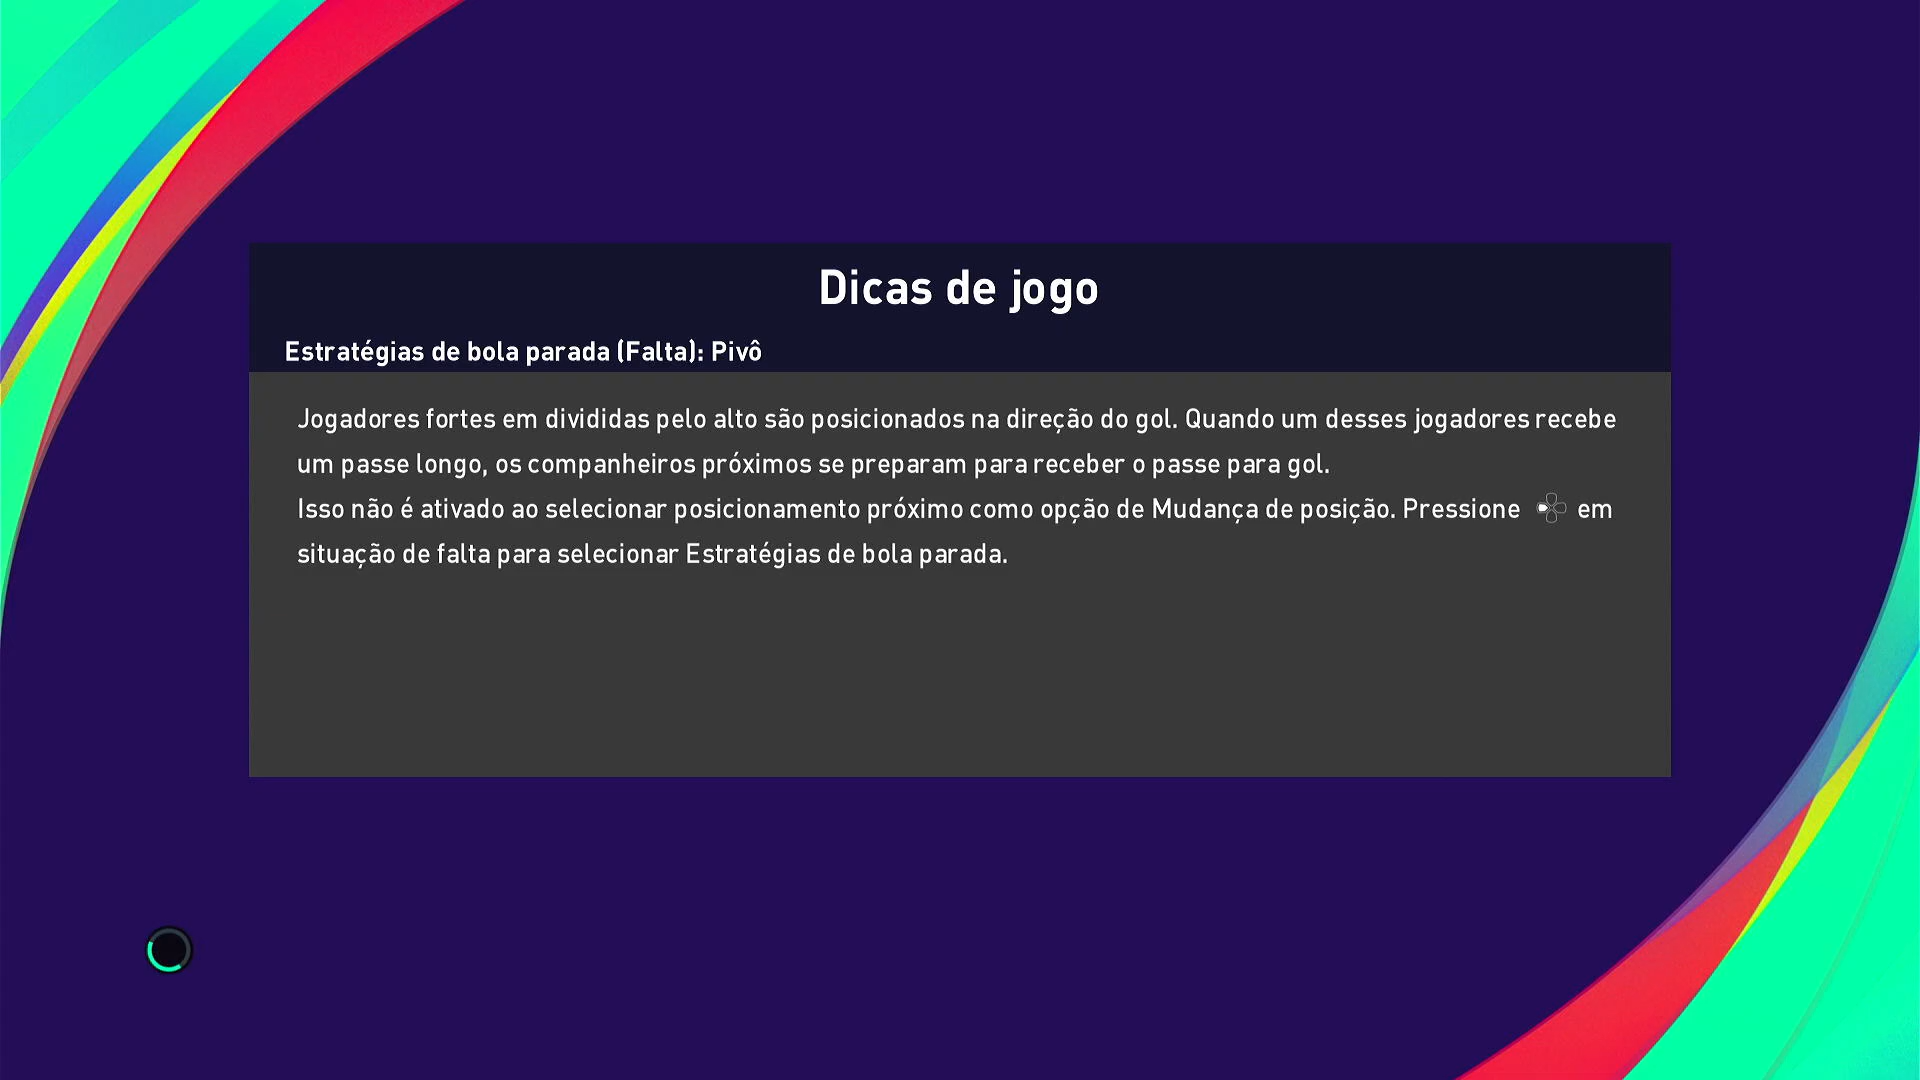 Dicas de jogo
Estratégias de bola parada (Falta): Pivô
Jogadores fortes em divididas pelo alto são posicionados na direção do gol. Quando um desses jogadores recebe
um passe longo, os companheiros próximos se preparam para receber o passe para gol.
Isso não é ativado ao selecionar posicionamento próximo como opção de Mudança de posição. Pressione em
situação de falta para selecionar Estratégias de bola parada.